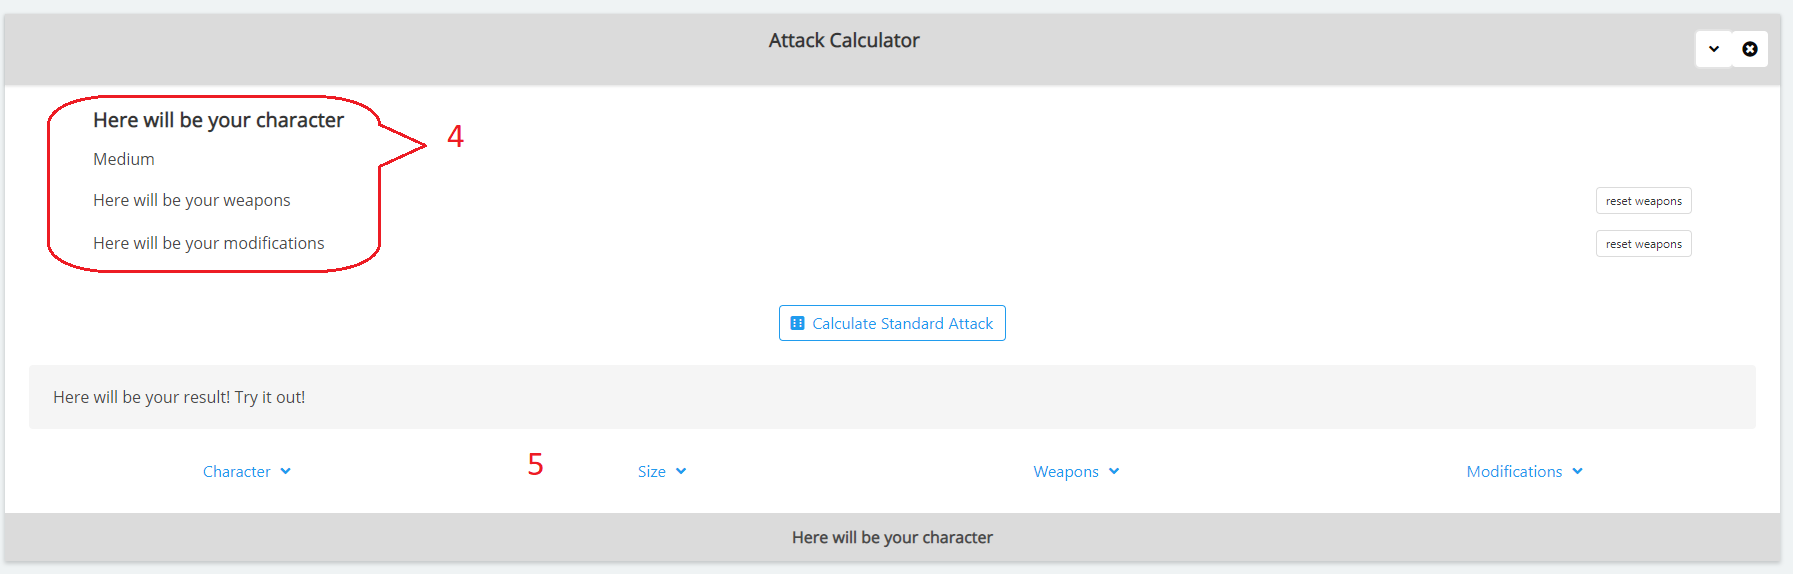 Attack Calculator
Here will be your character
4
Medium
Here will be your weapons
reset weapons
Here will be your modifications
reset weapons
Calculate Standard Attack
Here will be your result! Try it out!
5
Character
Size
Weapons
Modifications
Here will be your character